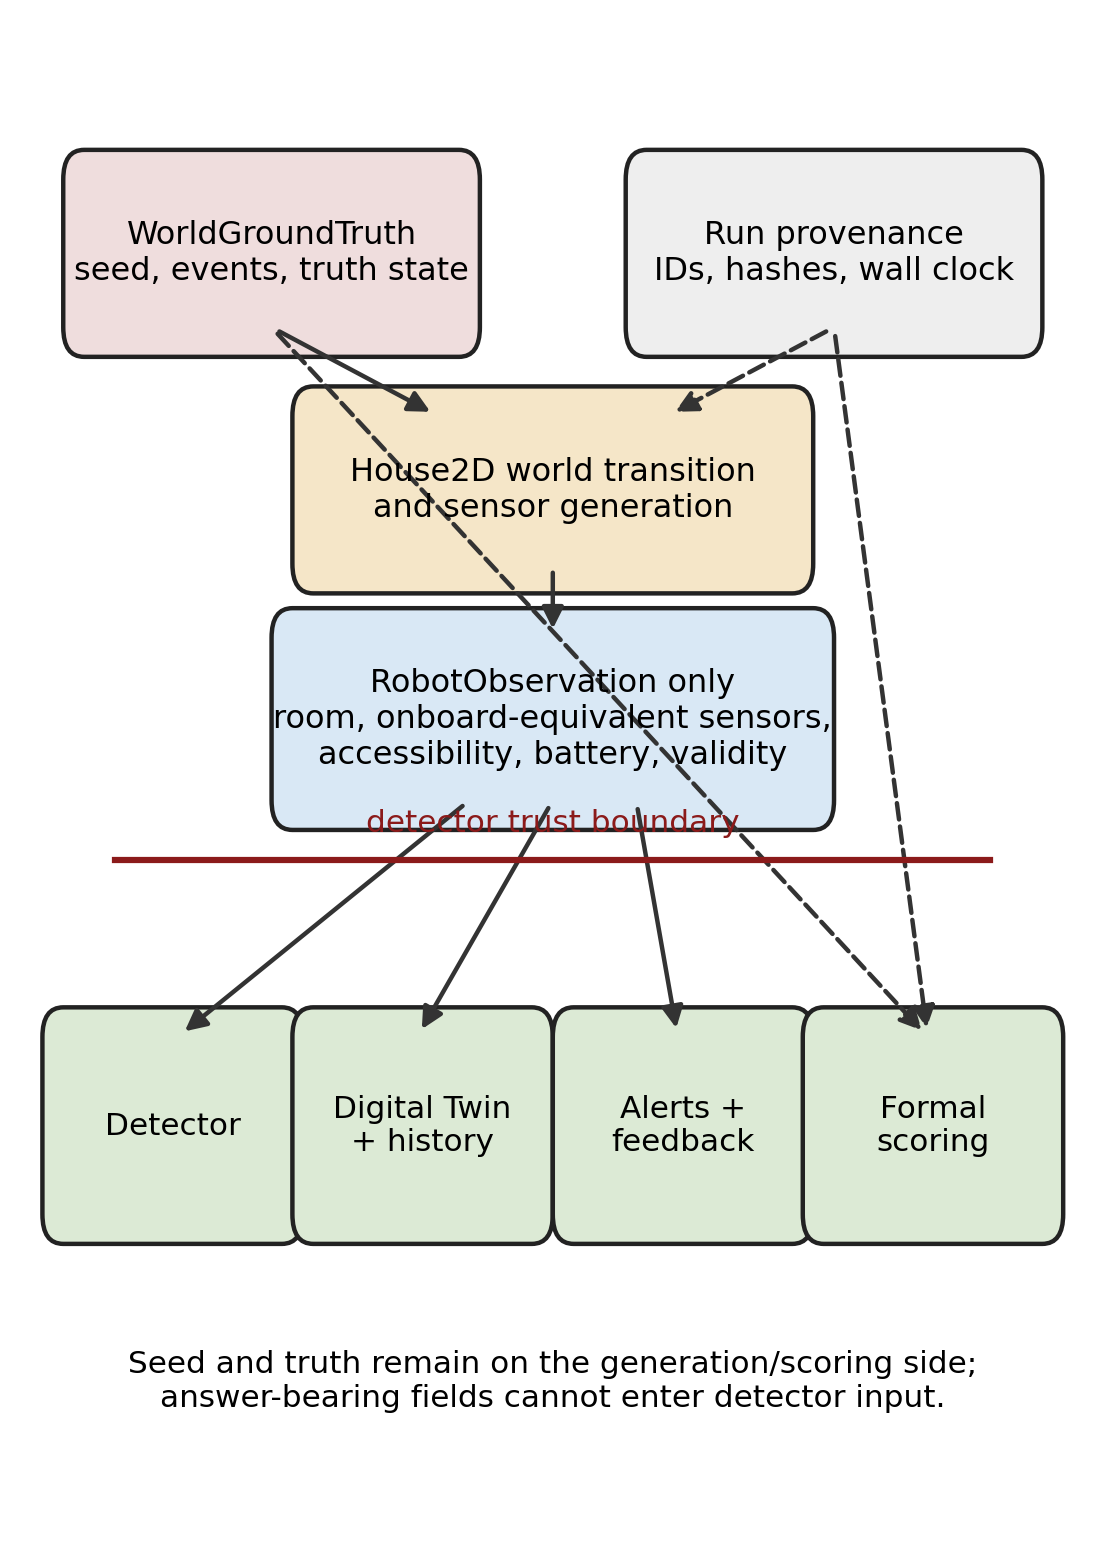 WorldGroundTruth
seed, events, truth state
Run provenance
IDs, hashes, wall clock
House2D world transition
and sensor generation
RobotObservation only
room, onboard-equivalent sensors,
accessibility, battery, validity
detector trust boundary
Detector
Digital Twin
+ history
Alerts +
feedback
Formal
scoring
Seed and truth remain on the generation/scoring side;
answer-bearing fields cannot enter detector input.